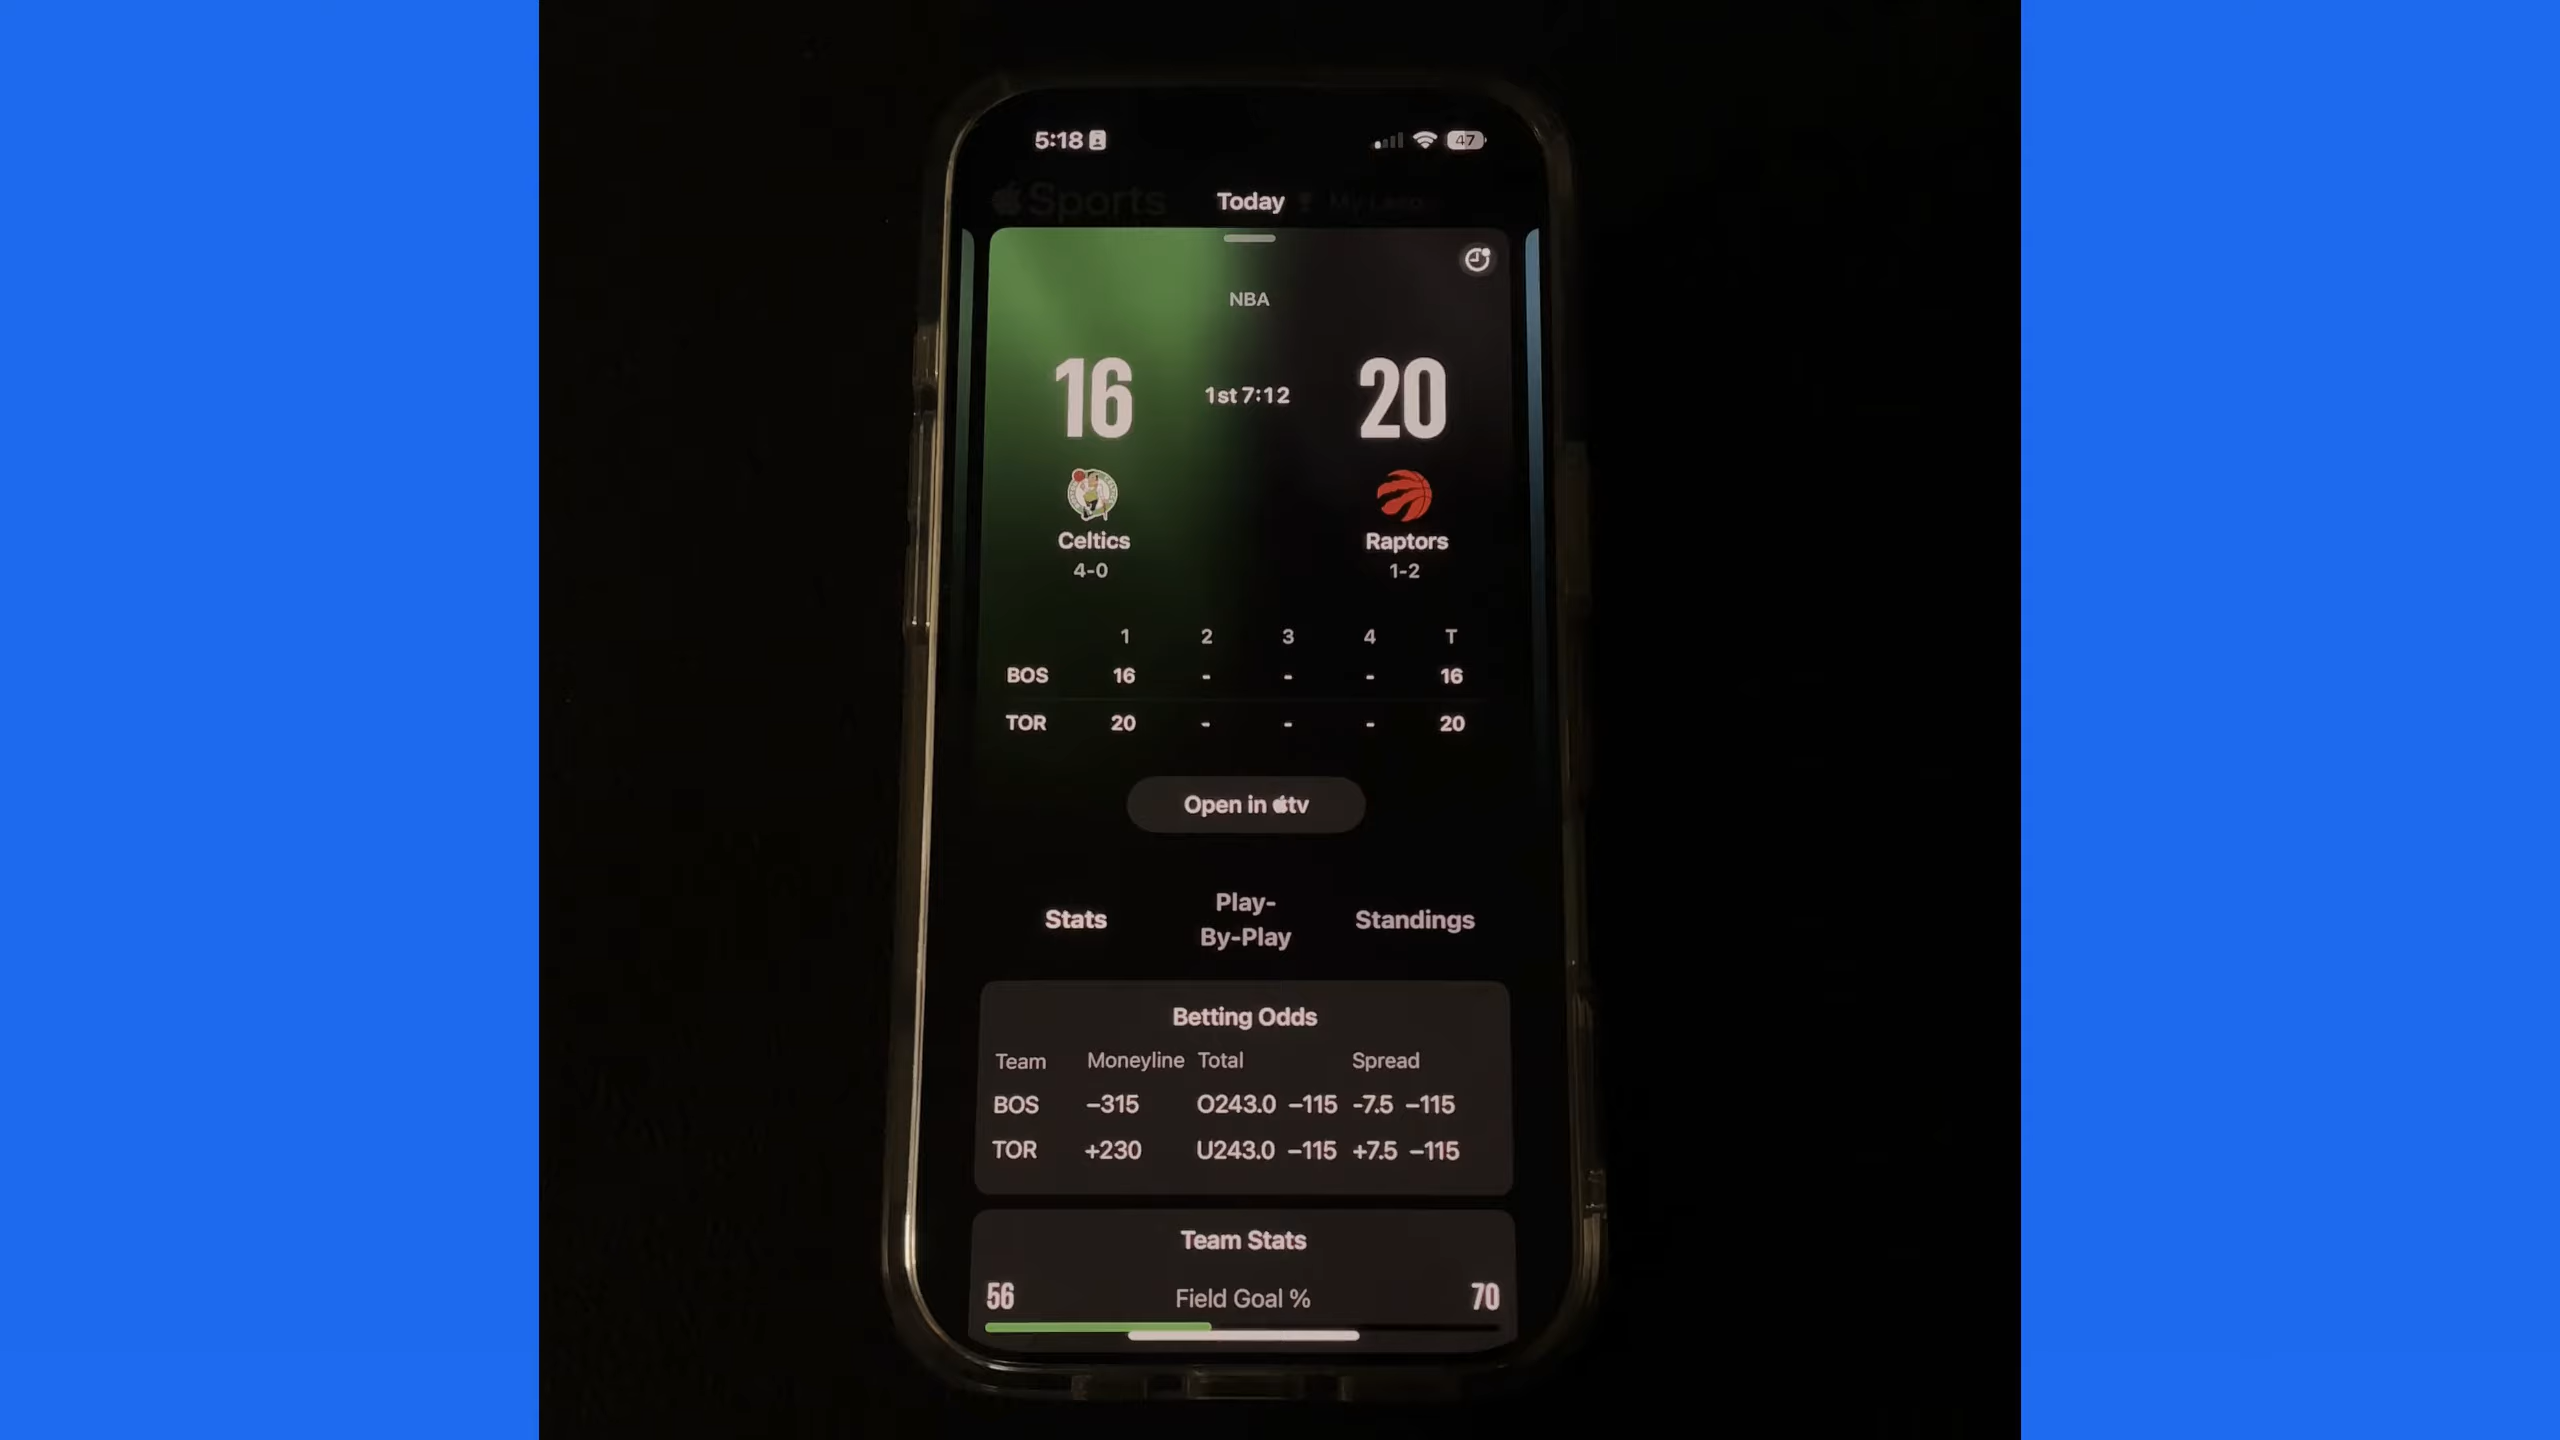 5:18
47
Sports
Today
NBA
16
1st 7:12
20
Celtics
4-0
Raptors
1-2
1 2 3 4 T
BOS 16 - - - 16
TOR 20 - - - 20
Open in tv
Stats
Play-
By-Play
Standings
Betting Odds
Team Moneyline Total Spread
BOS −315 O243.0 −115 -7.5 −115
TOR +230 U243.0 −115 +7.5 −115
Team Stats
56 Field Goal % 70